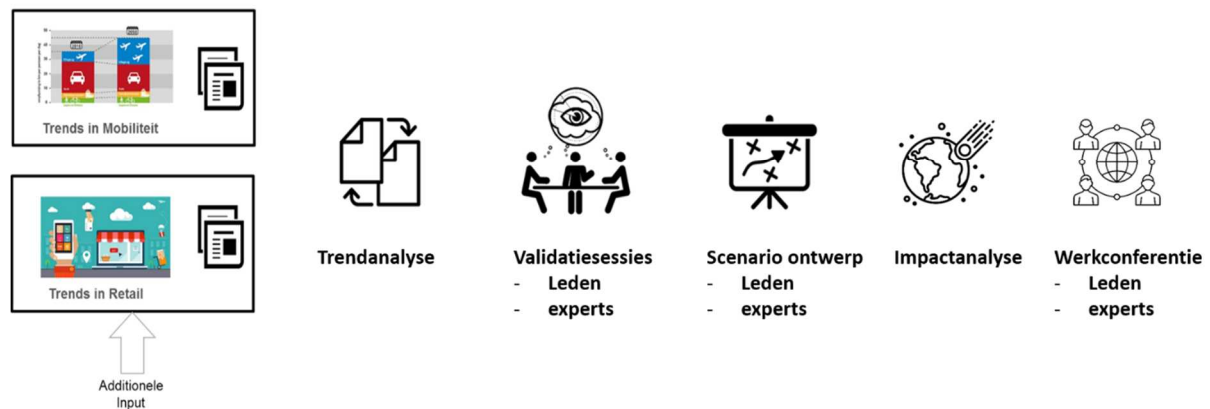 Trends in Mobiliteit
Trends in Retail
Additionele
Input
Trendanalyse
Validatiesessies
- Leden
- experts
Scenario ontwerp
- Leden
- experts
Impactanalyse
Werkconferentie
- Leden
- experts